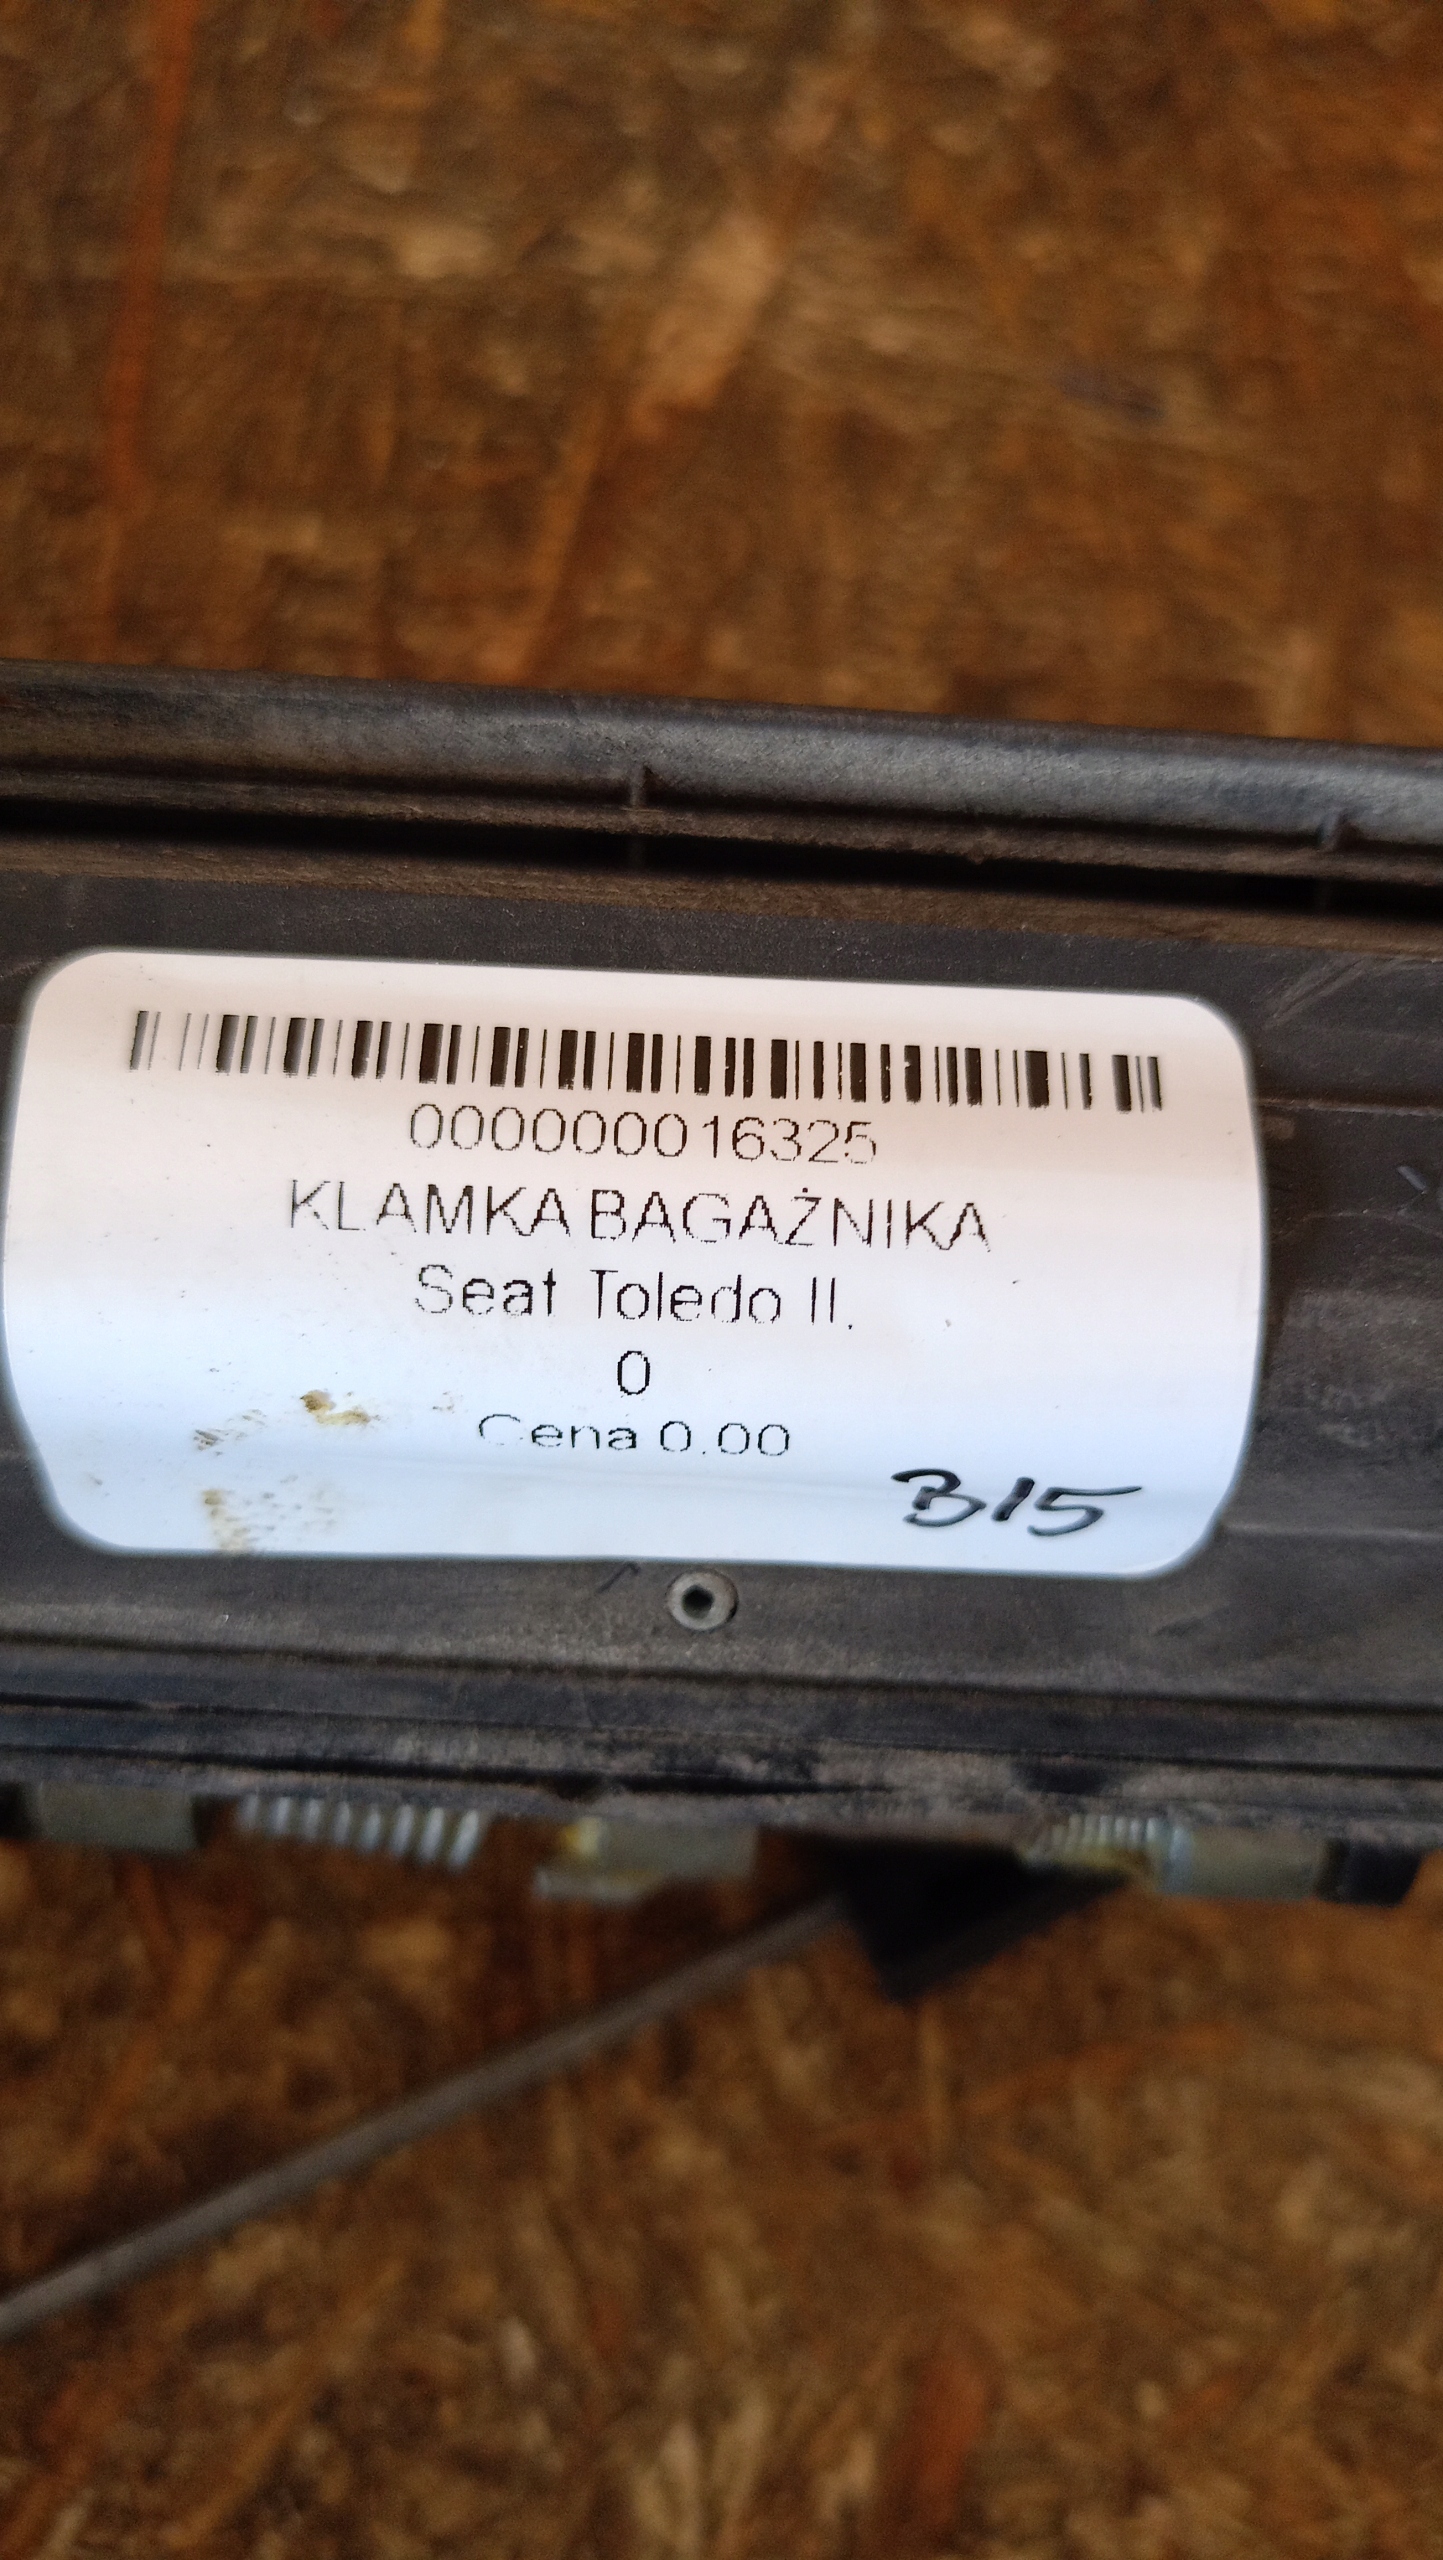 000000016325
KLAMKA BAGAŻNIKA
Seat Toledo II.
0
Cena 0.00
B15